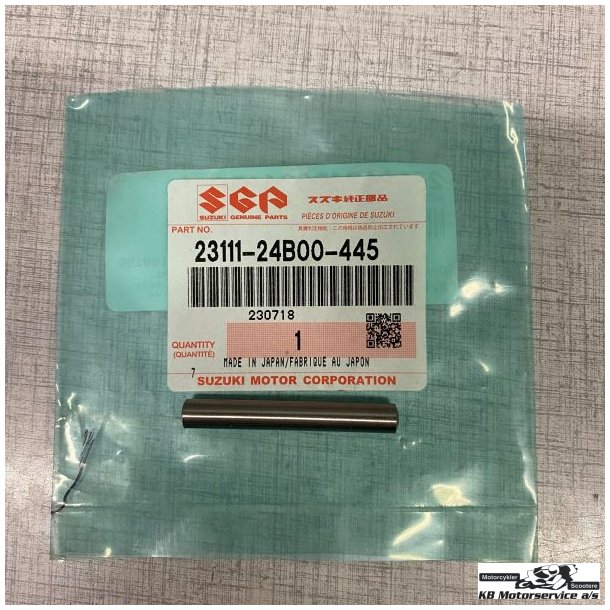 SGP
SUZUKI
GENUINE PARTS
スズキ純正部品
PIÈCES D'ORIGINE DE SUZUKI
PART NO.
23111-24B00-445
230718
QUANTITY
(QUANTITÉ)
1
MADE IN JAPAN/FABRIQUE AU JAPON
7
SUZUKI MOTOR CORPORATION
Motorcykler
Scootere
KB Motorservice a/s